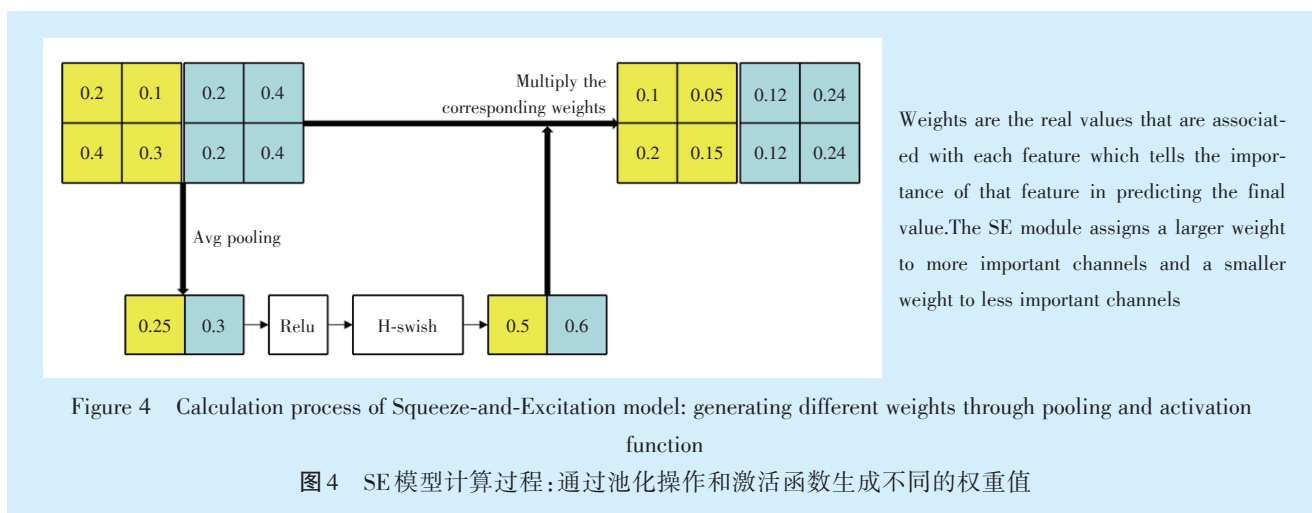 0.2 0.1 0.2 0.4
0.4 0.3 0.2 0.4
Multiply the
corresponding weights
0.1 0.05 0.12 0.24
0.2 0.15 0.12 0.24
Avg pooling
0.25 0.3 Relu H-swish 0.5 0.6
Weights are the real values that are associat-
ed with each feature which tells the impor-
tance of that feature in predicting the final
value.The SE module assigns a larger weight
to more important channels and a smaller
weight to less important channels
Figure 4 Calculation process of Squeeze-and-Excitation model: generating different weights through pooling and activation
function
图4 SE模型计算过程:通过池化操作和激活函数生成不同的权重值